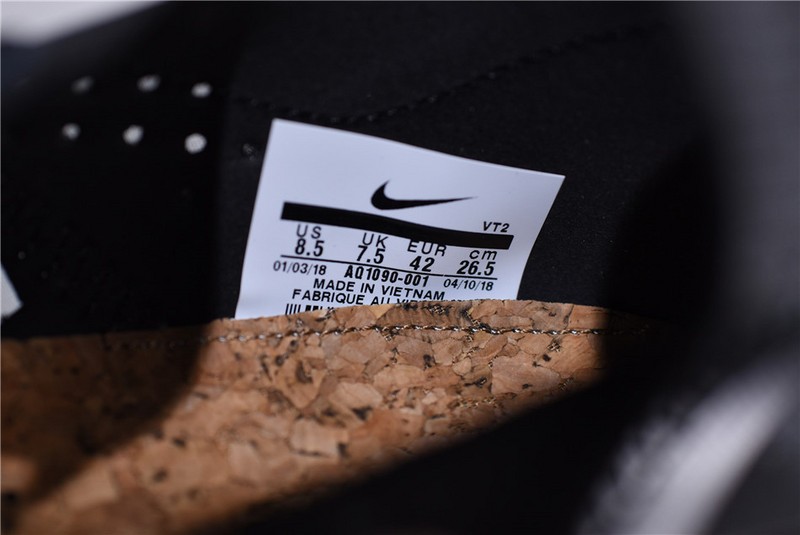 VT2
US UK EUR cm
8.5 7.5 42 26.5
01/03/18 AQ1090-001 04/10/18
MADE IN VIETNAM
FABRIQUE AU